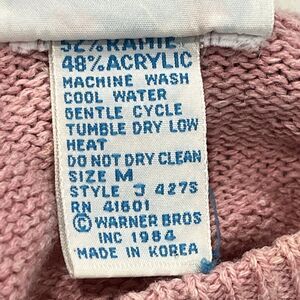 52% RAMIE
48% ACRYLIC
MACHINE WASH
COOL WATER
GENTLE CYCLE
TUMBLE DRY LOW
HEAT
DO NOT DRY CLEAN
SIZE M
STYLE J 427S
RN 41601
© WARNER BROS
INC 1984
MADE IN KOREA